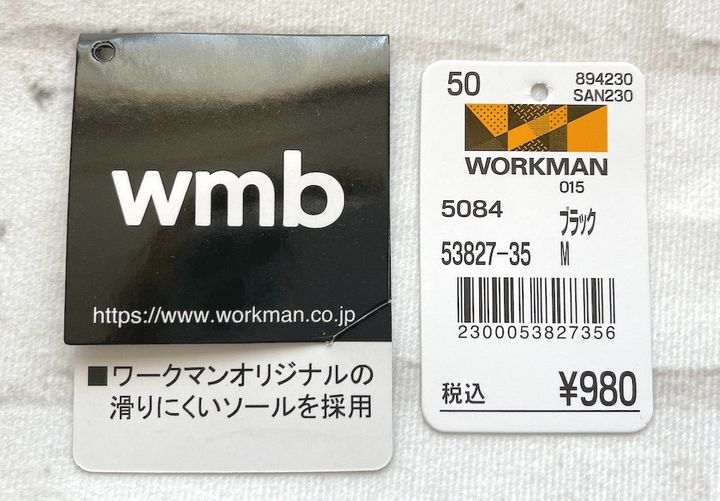 wmb
https://www.workman.co.jp
■ワークマンオリジナルの
滑りにくいソールを採用
50
894230
SAN230
WORKMAN
015
5084 ブラック
53827-35 M
2300053827356
税込 ¥980